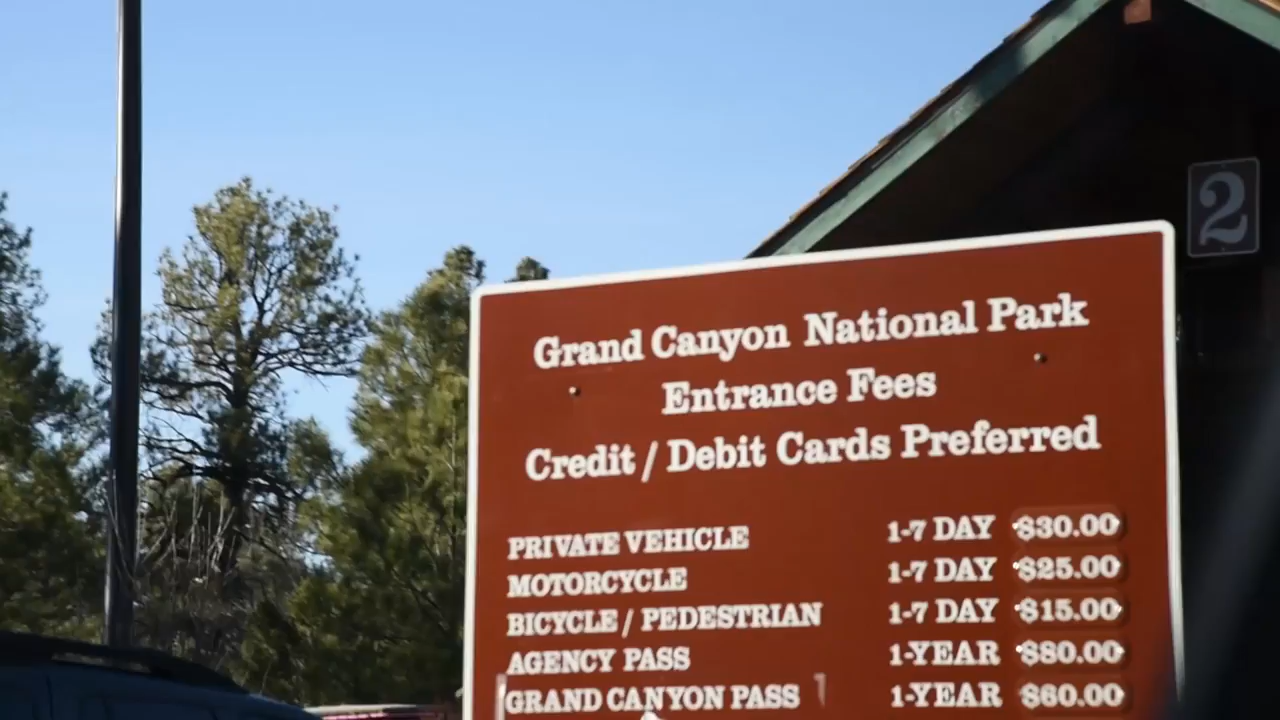 2
Grand Canyon National Park
Entrance Fees
Credit / Debit Cards Preferred
PRIVATE VEHICLE 1-7 DAY $30.00
MOTORCYCLE 1-7 DAY $25.00
BICYCLE / PEDESTRIAN 1-7 DAY $15.00
AGENCY PASS 1-YEAR $80.00
GRAND CANYON PASS 1-YEAR $60.00